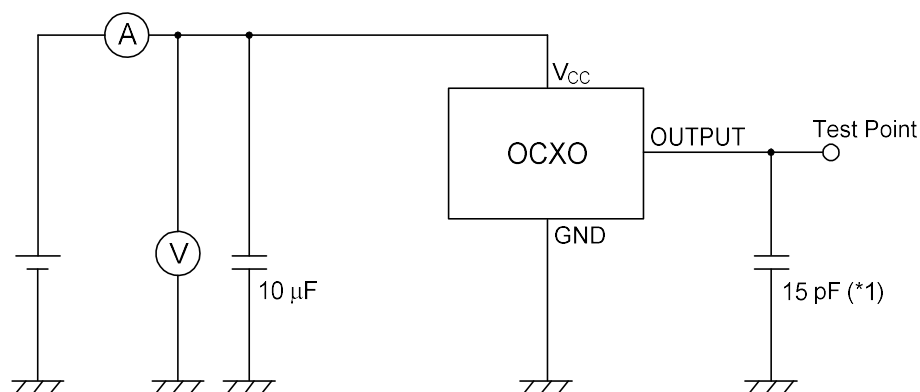 A
V
10 μF
V_CC
OCXO
OUTPUT
GND
Test Point
15 pF (*1)